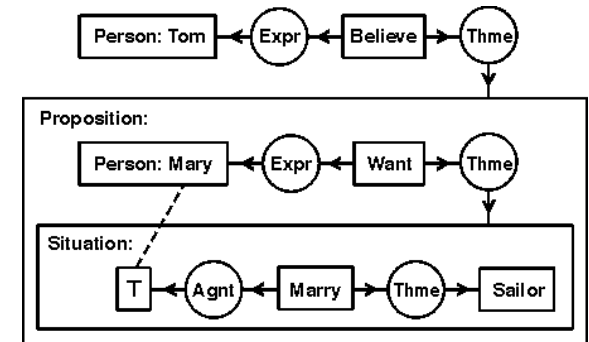 Person: Tom Expr Believe Thme
Proposition:
Person: Mary Expr Want Thme
Situation:
T Agnt Marry Thme Sailor